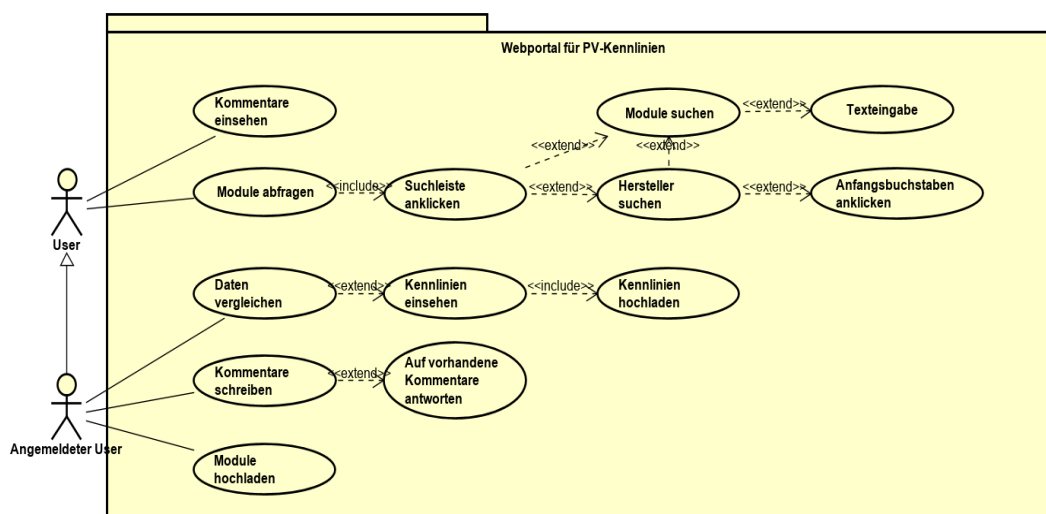 Webportal für PV-Kennlinien
Kommentare
einsehen
Module suchen
<<extend>>
Texteingabe
<<extend>>
<<extend>>
Module abfragen
<<include>>
Suchleiste
anklicken
<<extend>>
Hersteller
suchen
<<extend>>
Anfangsbuchstaben
anklicken
User
Daten
vergleichen
<<extend>>
Kennlinien
einsehen
<<include>>
Kennlinien
hochladen
Kommentare
schreiben
<<extend>>
Auf vorhandene
Kommentare
antworten
Angemeldeter User
Module
hochladen